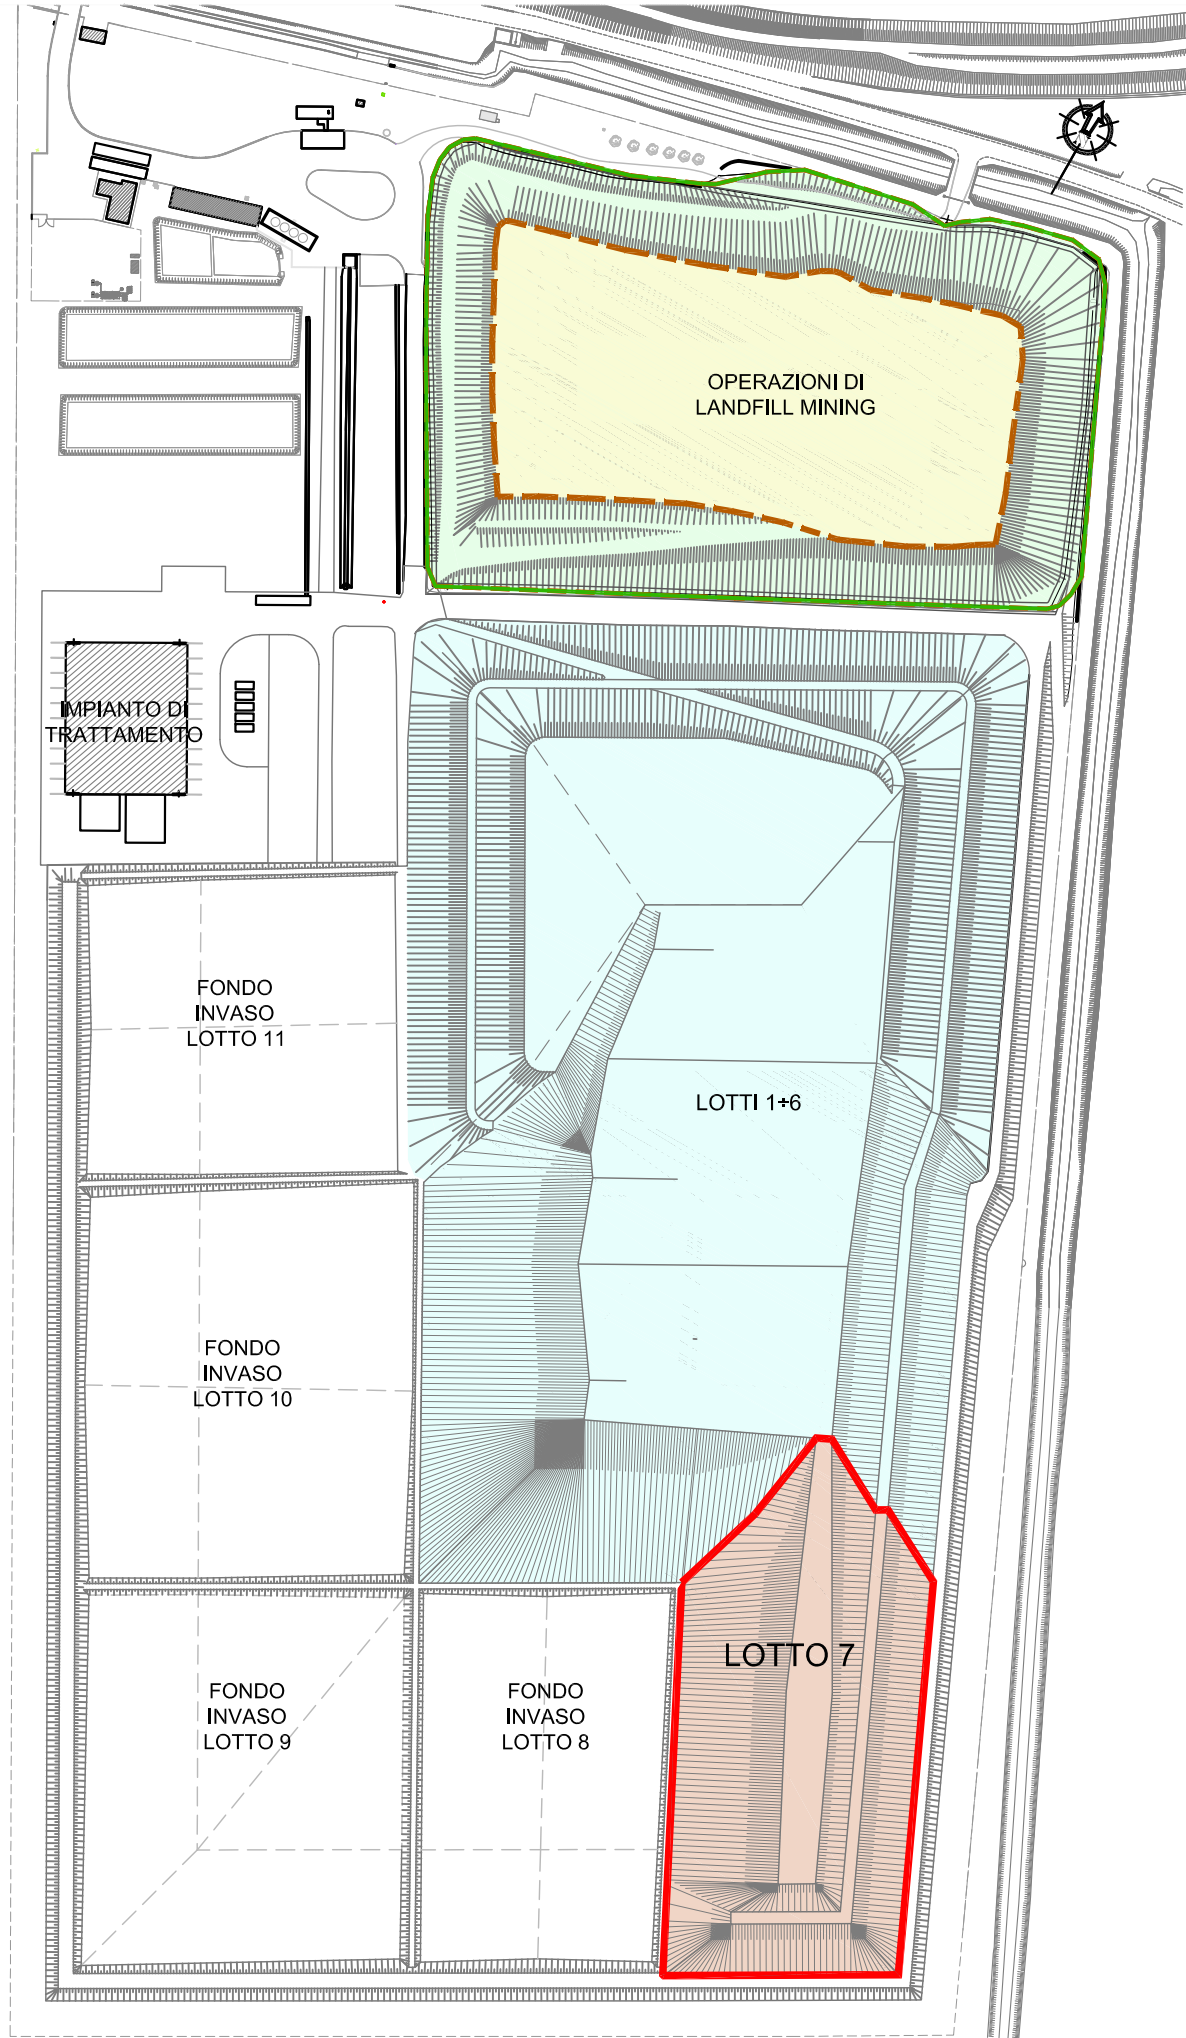 OPERAZIONI DI
LANDFILL MINING
IMPIANTO DI
TRATTAMENTO
FONDO
INVASO
LOTTO 11
LOTTI 1÷6
FONDO
INVASO
LOTTO 10
LOTTO 7
FONDO
INVASO
LOTTO 9
FONDO
INVASO
LOTTO 8